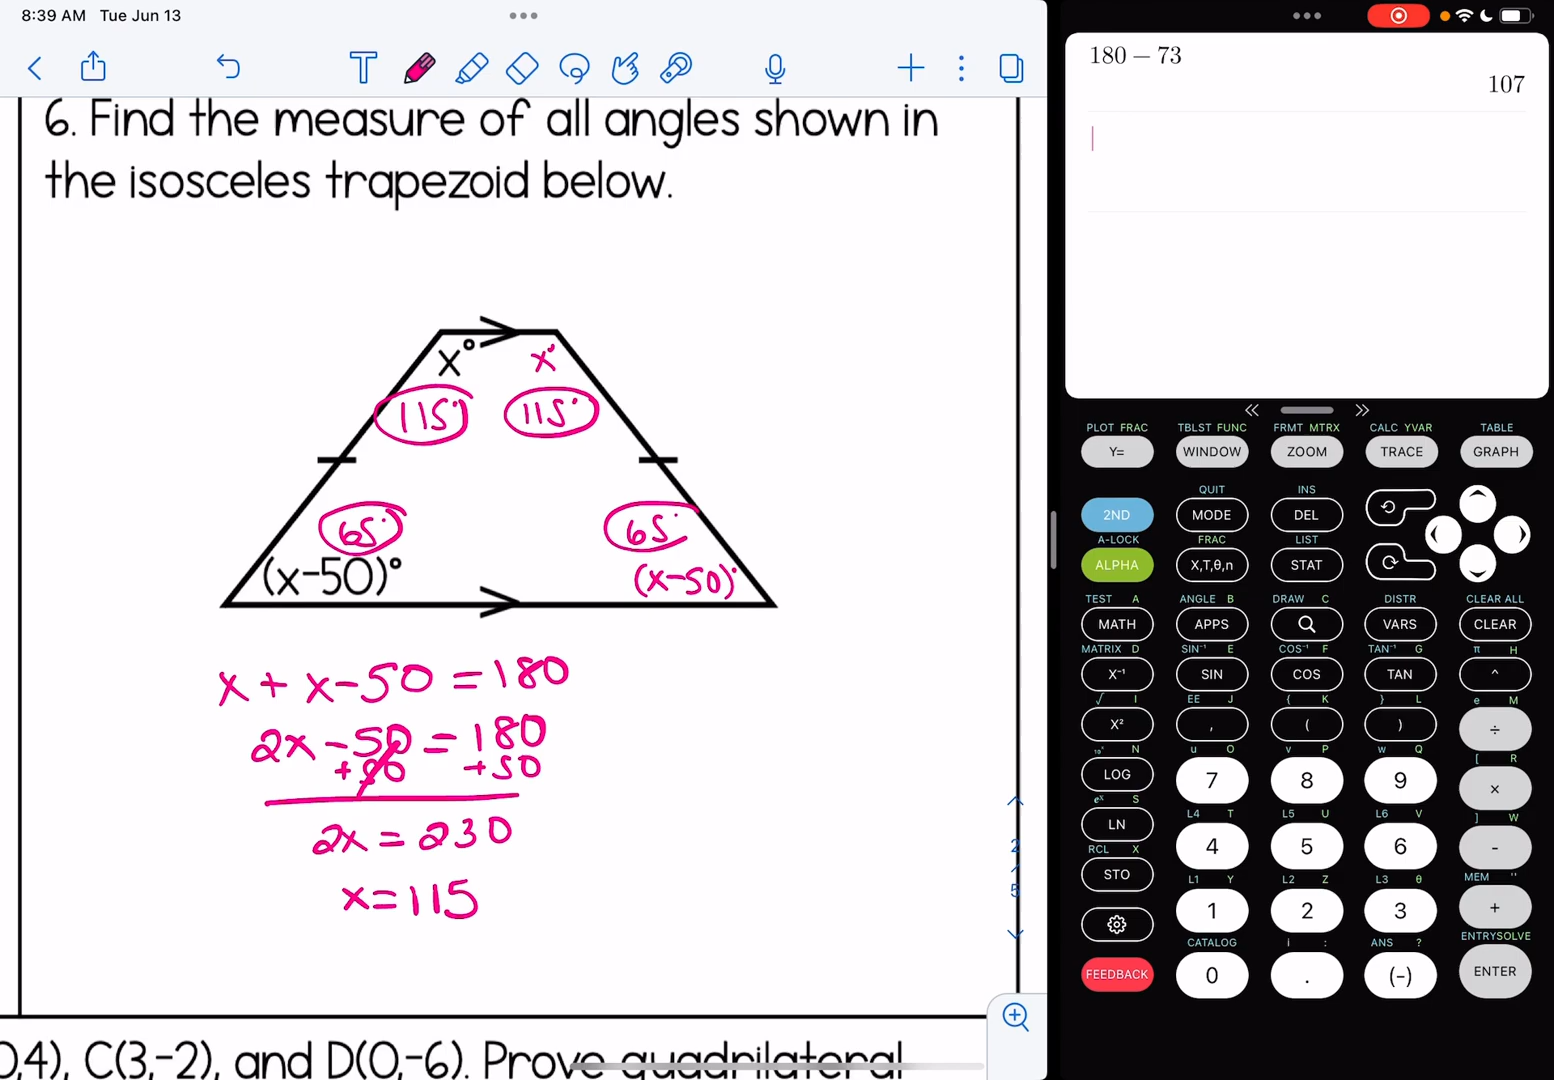 8:39 AM Tue Jun 13
6. Find the measure of all angles shown in
the isosceles trapezoid below.
x° x°
115° 115°
65° 65°
(x-50)° (x-50)°
x + x-50 = 180
2x -50 = 180
+50 +50
2x = 230
x = 115
2
5
0,4), C(3,-2), and D(0,-6). Prove quadrilateral
180 – 73
107
PLOT FRAC TBLST FUNC FRMT MTRX CALC YVAR TABLE
Y= WINDOW ZOOM TRACE GRAPH
QUIT INS
2ND MODE DEL
A-LOCK FRAC LIST
ALPHA X,T,θ,n STAT
TEST A ANGLE B DRAW C DISTR CLEAR ALL
MATH APPS VARS CLEAR
MATRIX D SIN⁻¹ E COS⁻¹ F TAN⁻¹ G π H
X⁻¹ SIN COS TAN ^
√ I EE J { K } L e M
X² , ( ) ÷
10ˣ N u O v P w Q [ R
LOG 7 8 9 ×
eˣ S L4 T L5 U L6 V ] W
LN 4 5 6 -
RCL X L1 Y L2 Z L3 θ MEM "
STO 1 2 3 +
CATALOG i : ANS ? ENTRY SOLVE
FEEDBACK 0 . (-) ENTER